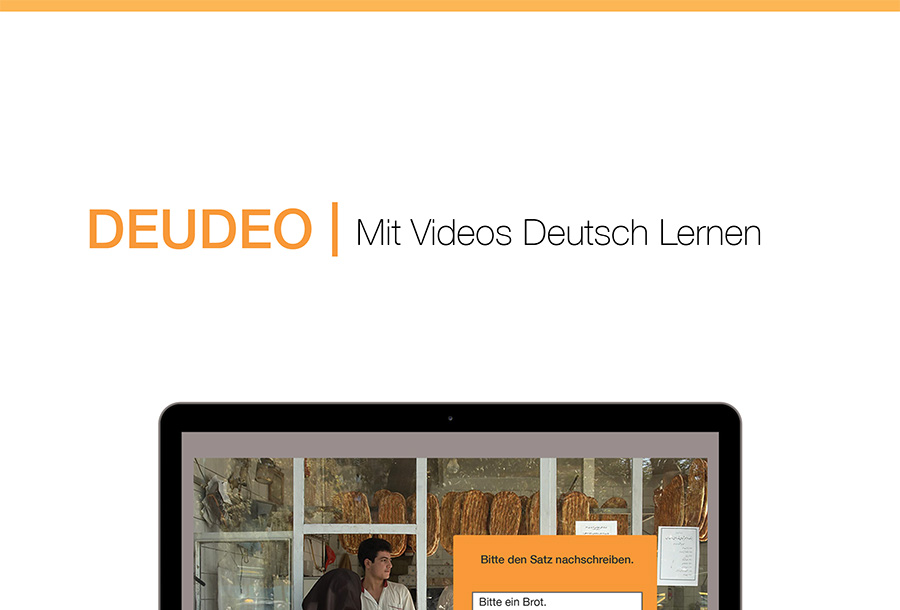 DEUDEO | Mit Videos Deutsch Lernen
Bitte den Satz nachschreiben.
Bitte ein Brot.